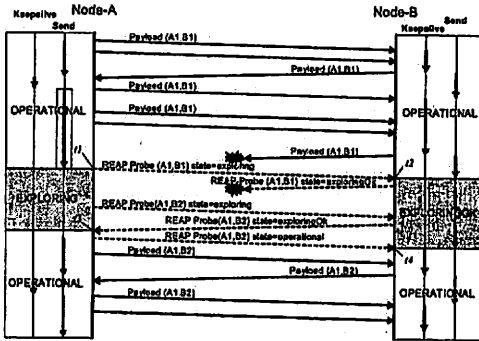 Node-A
Node-B
Keepalive
Send
Keepalive
Send
Payload (A1,B1)
Payload (A1,B1)
Payload (A1,B1)
Payload (A1,B1)
OPERATIONAL
OPERATIONAL
Payload (A1,B1)
t1
t2
REAP Probe (A1,B1) state=exploring
REAP Probe (A1,B1) state=exploringOk
EXPLORING
REAP Probe(A1,B2) state=exploring
EXPLORINGOK
REAP Probe(A1,B2) state=exploringOk
REAP Probe(A1,B2) state=operational
t4
Payload (A1,B2)
Payload (A1,B2)
OPERATIONAL
OPERATIONAL
Payload (A1,B2)